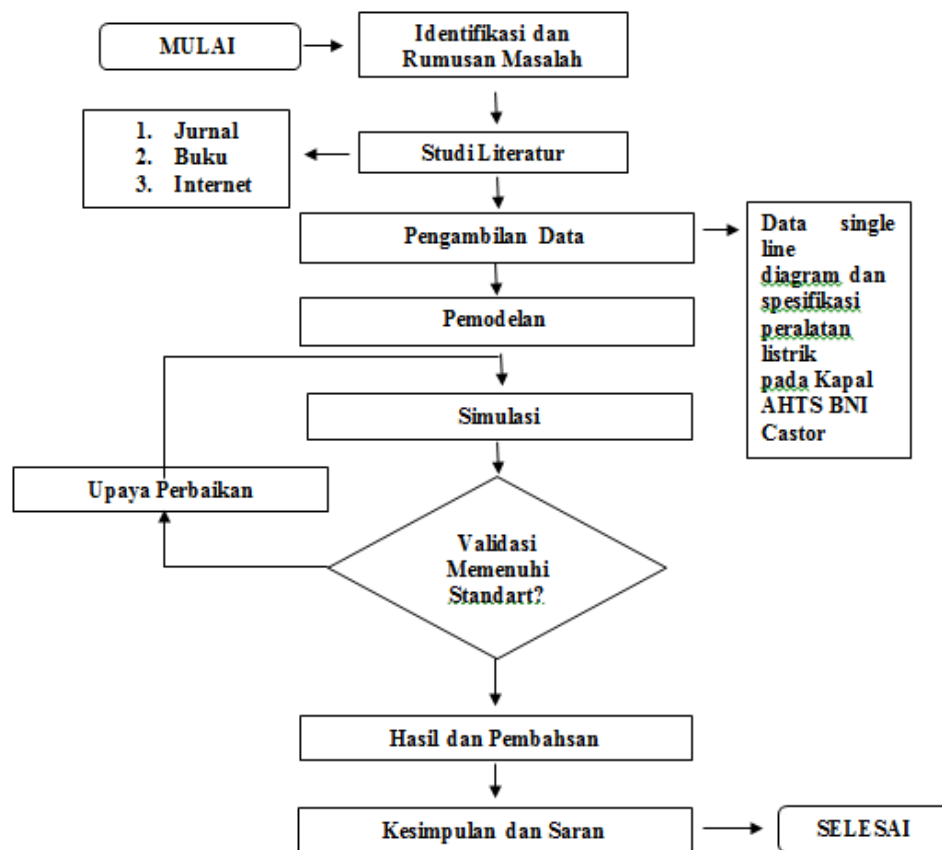 MULAI
Identifikasi dan
Rumusan Masalah
1. Jurnal
2. Buku
3. Internet
Studi Literatur
Pengambilan Data
Data single
line
diagram dan
spesifikasi
peralatan
listrik
pada Kapal
AHTS BNI
Castor
Pemodelan
Simulasi
Upaya Perbaikan
Validasi
Memenuhi
Standart?
Hasil dan Pembahsan
Kesimpulan dan Saran
SELESAI